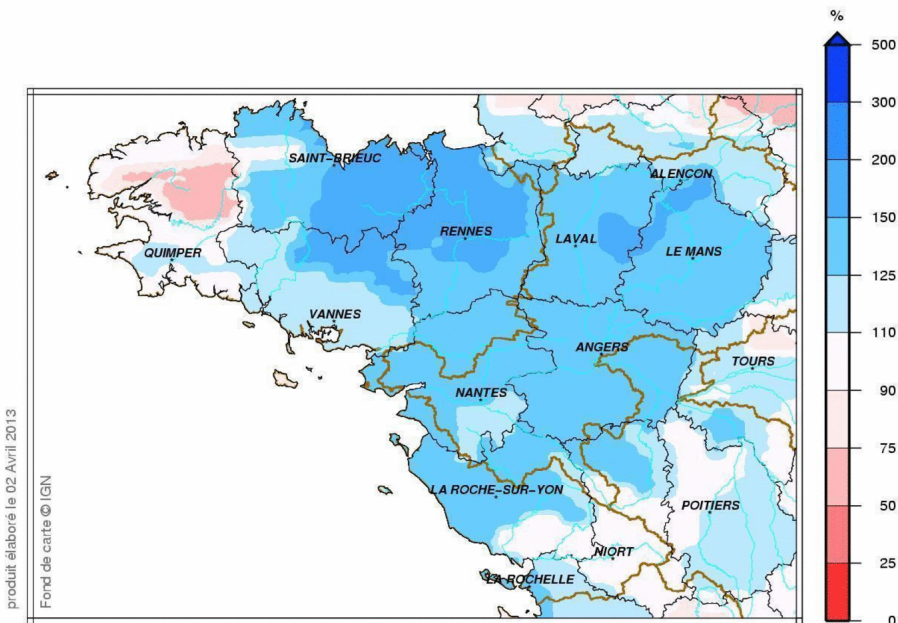 %
500
300
200
150
125
110
90
75
50
25
0
SAINT-BRIEUC
ALENCON
RENNES
LAVAL
LE MANS
QUIMPER
VANNES
ANGERS
TOURS
NANTES
LA ROCHE-SUR-YON
POITIERS
NIORT
LA ROCHELLE
produit élaboré le 02 Avril 2013
Fond de carte © IGN